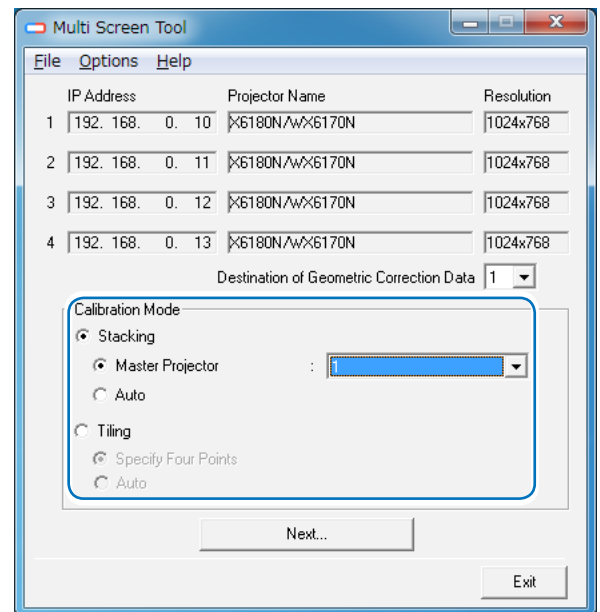 Multi Screen Tool
File Options Help
IP Address Projector Name Resolution
1 192. 168. 0. 10 X6180N/WX6170N 1024x768
2 192. 168. 0. 11 X6180N/WX6170N 1024x768
3 192. 168. 0. 12 X6180N/WX6170N 1024x768
4 192. 168. 0. 13 X6180N/WX6170N 1024x768
Destination of Geometric Correction Data 1
Calibration Mode
Stacking
Master Projector : 1
Auto
Tiling
Specify Four Points
Auto
Next...
Exit